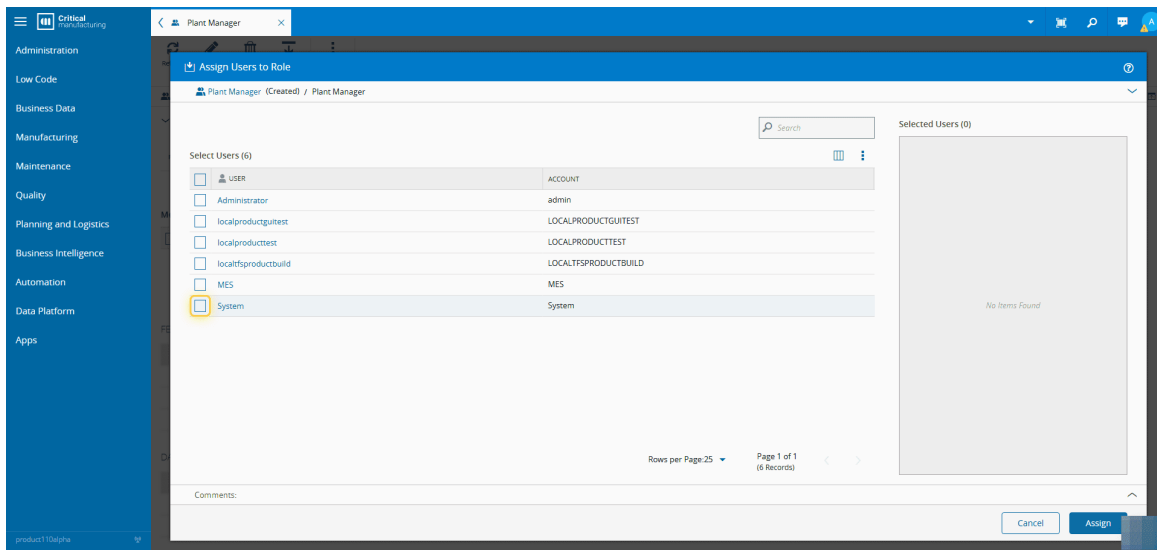 Critical
manufacturing
Plant Manager
A
Administration
Low Code
Business Data
Manufacturing
Maintenance
Quality
Planning and Logistics
Business Intelligence
Automation
Data Platform
Apps
product110alpha
Assign Users to Role
Plant Manager (Created) / Plant Manager
Search
Selected Users (0)
Select Users (6)
USER ACCOUNT
Administrator admin
localproductguitest LOCALPRODUCTGUITEST
localproducttest LOCALPRODUCTTEST
localtfsproductbuild LOCALTFSPRODUCTBUILD
MES MES
System System
No Items Found
Rows per Page:25 Page 1 of 1
(6 Records)
Comments:
Cancel Assign